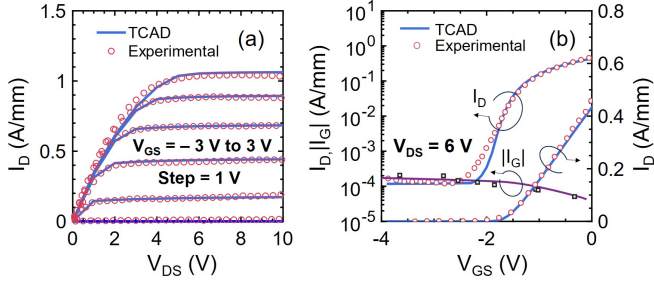 TCAD
Experimental
(a)
V_GS = − 3 V to 3 V
Step = 1 V
I_D (A/mm)
1.5
1
0.5
0
0 2 4 6 8 10
V_DS (V)
TCAD
Experimental
(b)
I_D
V_DS = 6 V
|I_G|
I_D,|I_G| (A/mm)
10^1
10^0
10^-1
10^-2
10^-3
10^-4
10^-5
−4 −2 0
V_GS (V)
0.8
0.6
0.4
0.2
0
I_D (A/mm)